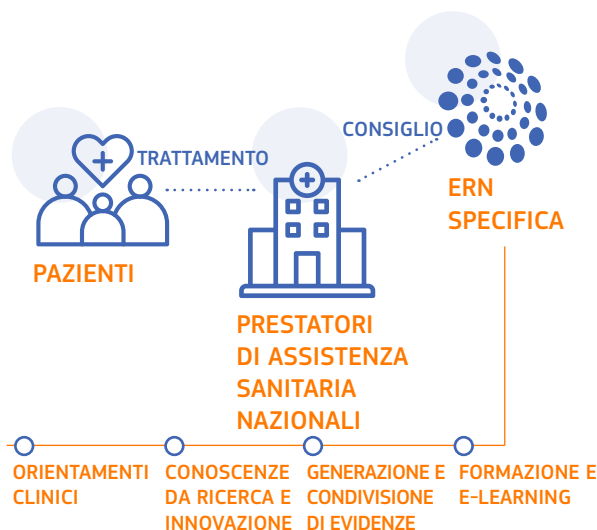 CONSIGLIO
TRATTAMENTO
ERN
SPECIFICA
PAZIENTI
PRESTATORI
DI ASSISTENZA
SANITARIA
NAZIONALI
ORIENTAMENTI
CLINICI
CONOSCENZE
DA RICERCA E
INNOVAZIONE
GENERAZIONE E
CONDIVISIONE
DI EVIDENZE
FORMAZIONE E
E-LEARNING